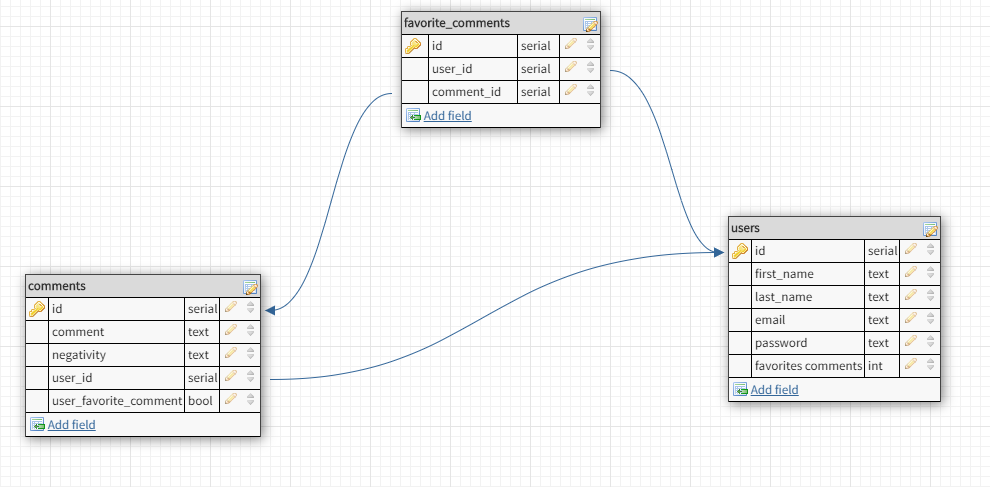 favorite_comments
id serial
user_id serial
comment_id serial
Add field
users
id serial
first_name text
last_name text
email text
password text
favorites comments int
Add field
comments
id serial
comment text
negativity text
user_id serial
user_favorite_comment bool
Add field